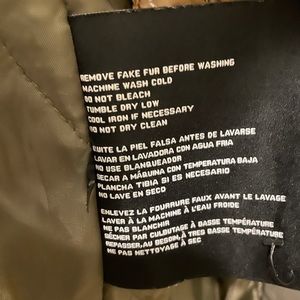 REMOVE FAKE FUR BEFORE WASHING
MACHINE WASH COLD
DO NOT BLEACH
TUMBLE DRY LOW
COOL IRON IF NECESSARY
DO NOT DRY CLEAN
QUITE LA PIEL FALSA ANTES DE LAVARSE
LAVAR EN LAVADORA CON AGUA FRIA
NO USE BLANQUEADOR
SECAR A MÁQUINA CON TEMPERATURA BAJA
PLANCHA TIBIA SI ES NECESARIO
NO LAVE EN SECO
ENLEVEZ LA FOURRURE FAUX AVANT LE LAVAGE
LAVER À LA MACHINE À L'EAU FROIDE
NE PAS BLANCHIR
SÉCHER PAR CULBUTAGE À BASSE TEMPÉRATURE
REPASSER, AU BESOIN, À TRES BASSE TEMPÉRATURE
NE PAS NETTOYAGE À SEC